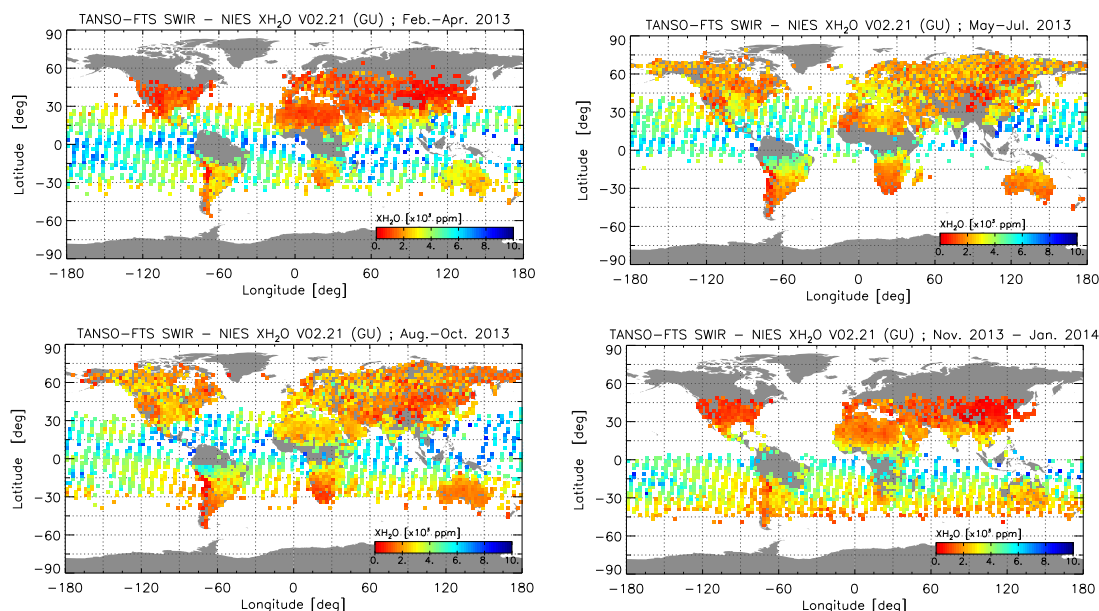 TANSO-FTS SWIR - NIES XH₂O V02.21 (GU) ; Feb.-Apr. 2013
90
60
30
0
-30
-60
-90
Latitude [deg]
XH₂O [x10³ ppm]
0. 2. 4. 6. 8. 10.
-180 -120 -60 0 60 120 180
Longitude [deg]
TANSO-FTS SWIR - NIES XH₂O V02.21 (GU) ; May-Jul. 2013
90
60
30
0
-30
-60
-90
Latitude [deg]
XH₂O [x10³ ppm]
0. 2. 4. 6. 8. 10.
-180 -120 -60 0 60 120 180
Longitude [deg]
TANSO-FTS SWIR - NIES XH₂O V02.21 (GU) ; Aug.-Oct. 2013
90
60
30
0
-30
-60
-90
Latitude [deg]
XH₂O [x10³ ppm]
0. 2. 4. 6. 8. 10.
-180 -120 -60 0 60 120 180
Longitude [deg]
TANSO-FTS SWIR - NIES XH₂O V02.21 (GU) ; Nov. 2013 - Jan. 2014
90
60
30
0
-30
-60
-90
Latitude [deg]
XH₂O [x10³ ppm]
0. 2. 4. 6. 8. 10.
-180 -120 -60 0 60 120 180
Longitude [deg]